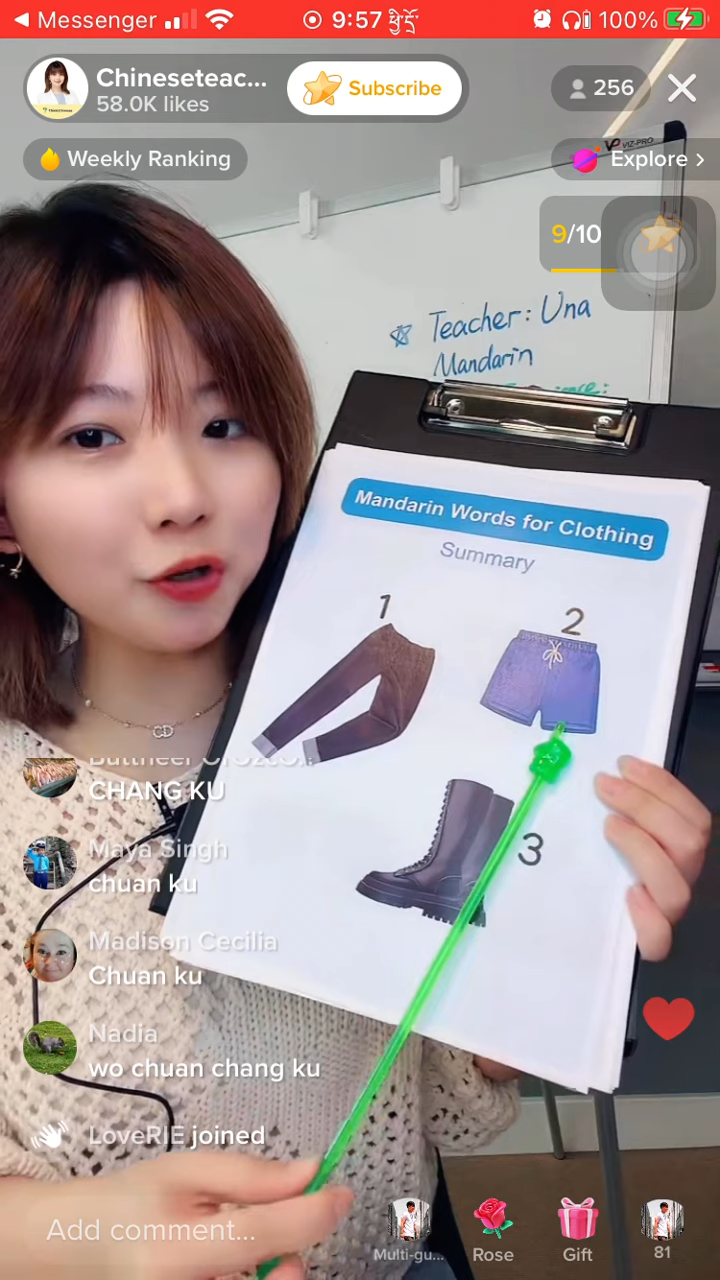 Messenger
9:57 ཕྱི་དྲོ་
100%
Chineseteac...
58.0K likes
Subscribe
256
Weekly Ranking
VIZ-PRO
Explore
9/10
Teacher: Una
Mandarin
Mandarin Words for Clothing
Summary
1
2
3
CHANG KU
Maya Singh
chuan ku
Madison Cecilia
Chuan ku
Nadia
wo chuan chang ku
LoveRIE joined
Add comment...
Multi-gu...
Rose
Gift
81